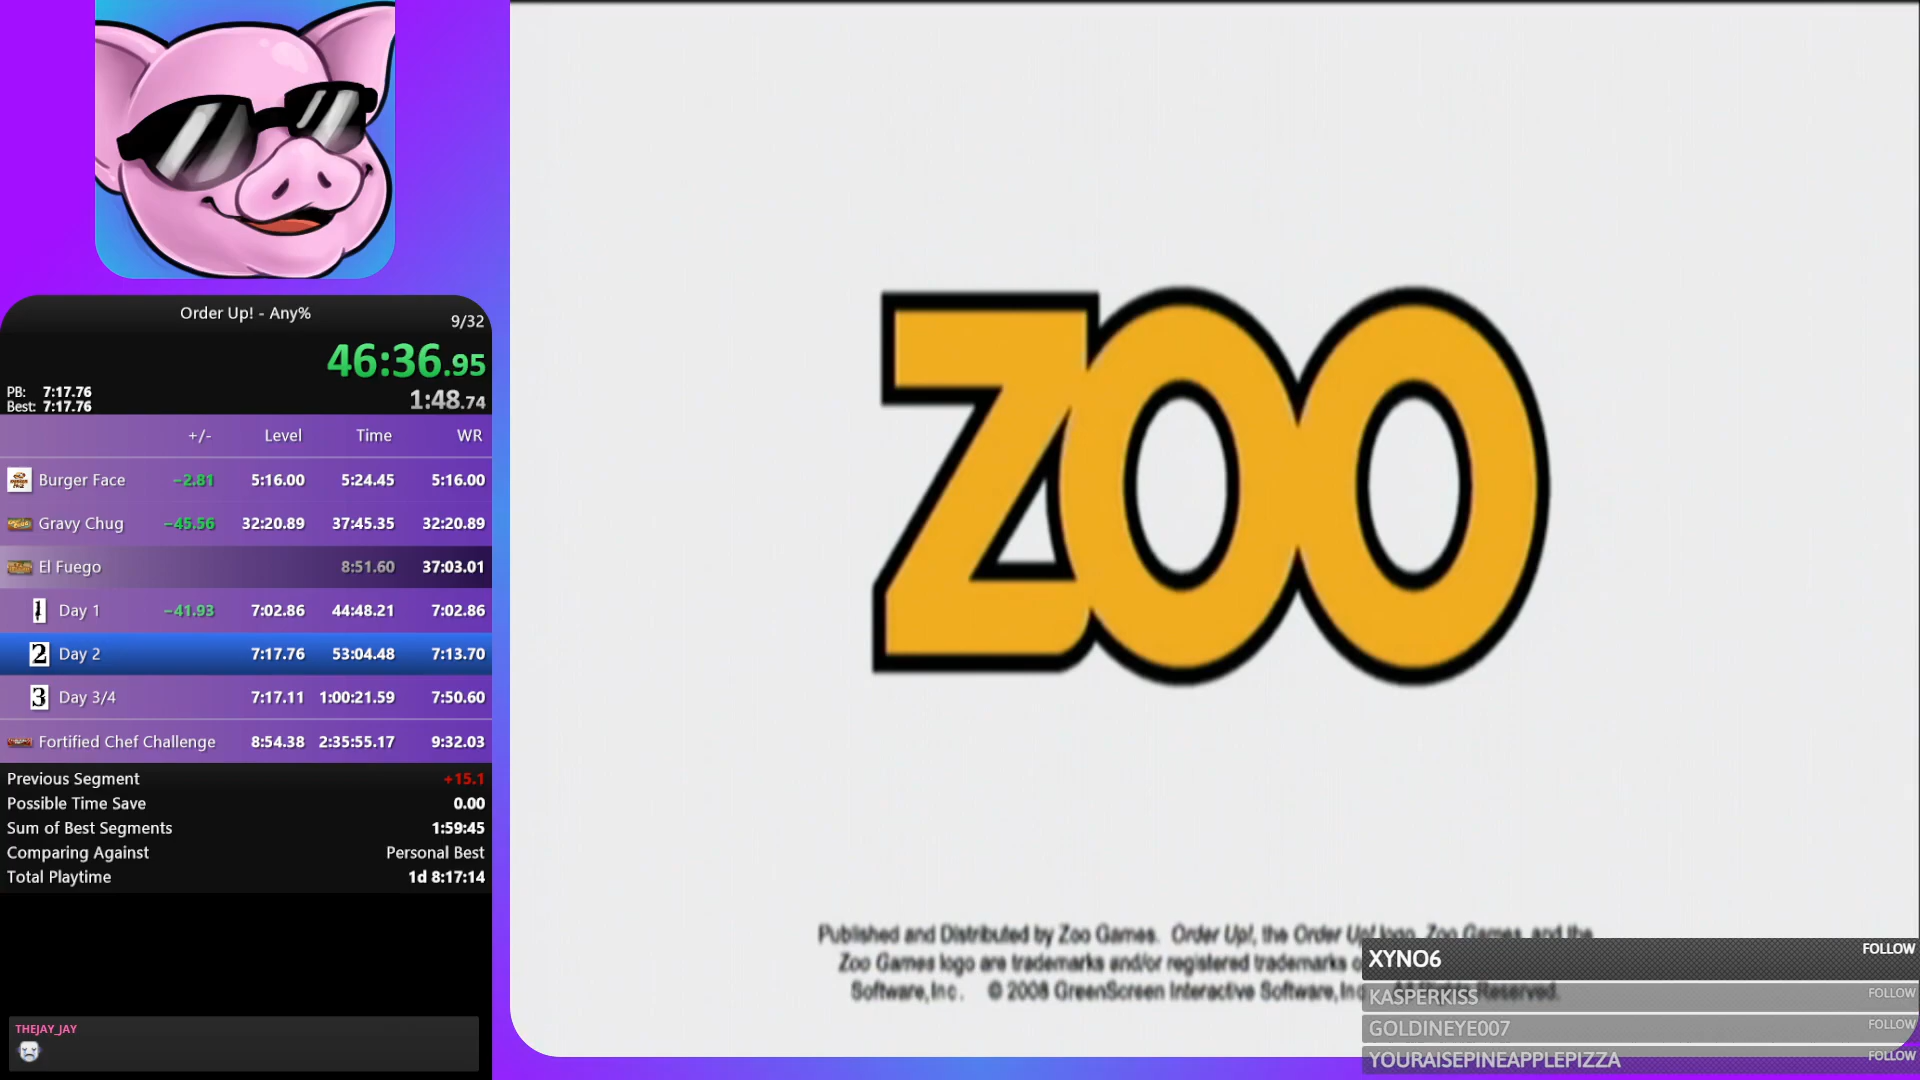 Order Up! - Any%
9/32
46:36.95
PB: 7:17.76
Best: 7:17.76
1:48.74
+/- Level Time WR
Burger Face -2.81 5:16.00 5:24.45 5:16.00
Gravy Chug -45.56 32:20.89 37:45.35 32:20.89
El Fuego 8:51.60 37:03.01
1 Day 1 -41.93 7:02.86 44:48.21 7:02.86
2 Day 2 7:17.76 53:04.48 7:13.70
3 Day 3/4 7:17.11 1:00:21.59 7:50.60
Fortified Chef Challenge 8:54.38 2:35:55.17 9:32.03
Previous Segment +15.1
Possible Time Save 0.00
Sum of Best Segments 1:59:45
Comparing Against Personal Best
Total Playtime 1d 8:17:14
THEJAY_JAY
ZOO
Published and Distributed by Zoo Games. Order Up!, the Order Up! logo, Zoo Games, and the
Zoo Games logo are trademarks and/or registered trademarks
Software, Inc. © 2008 GreenScreen Interactive Software, Inc Reserved.
XYNO6 FOLLOW
KASPERKISS FOLLOW
GOLDINEYE007 FOLLOW
YOURAISEPINEAPPLEPIZZA FOLLOW